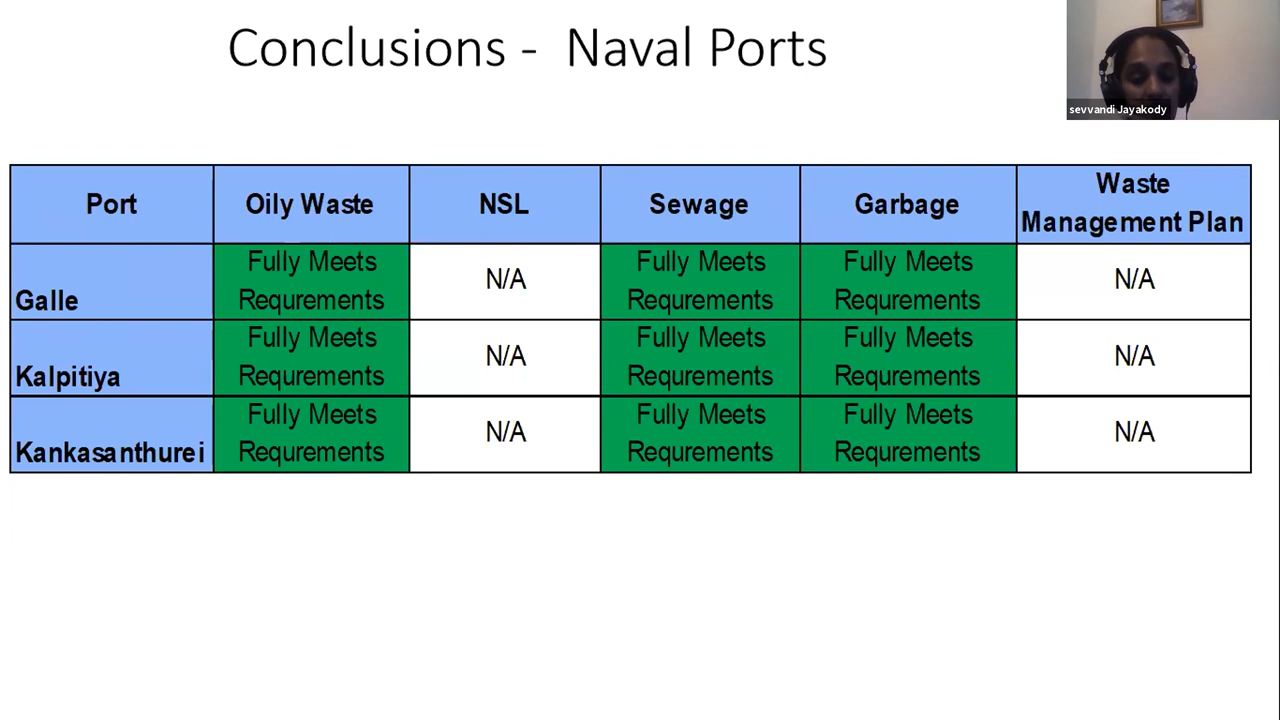 Conclusions - Naval Ports
sevvandi Jayakody
Port Oily Waste NSL Sewage Garbage Waste
Management Plan
Galle Fully Meets
Requrements N/A Fully Meets
Requrements Fully Meets
Requrements N/A
Kalpitiya Fully Meets
Requrements N/A Fully Meets
Requrements Fully Meets
Requrements N/A
Kankasanthurei Fully Meets
Requrements N/A Fully Meets
Requrements Fully Meets
Requrements N/A